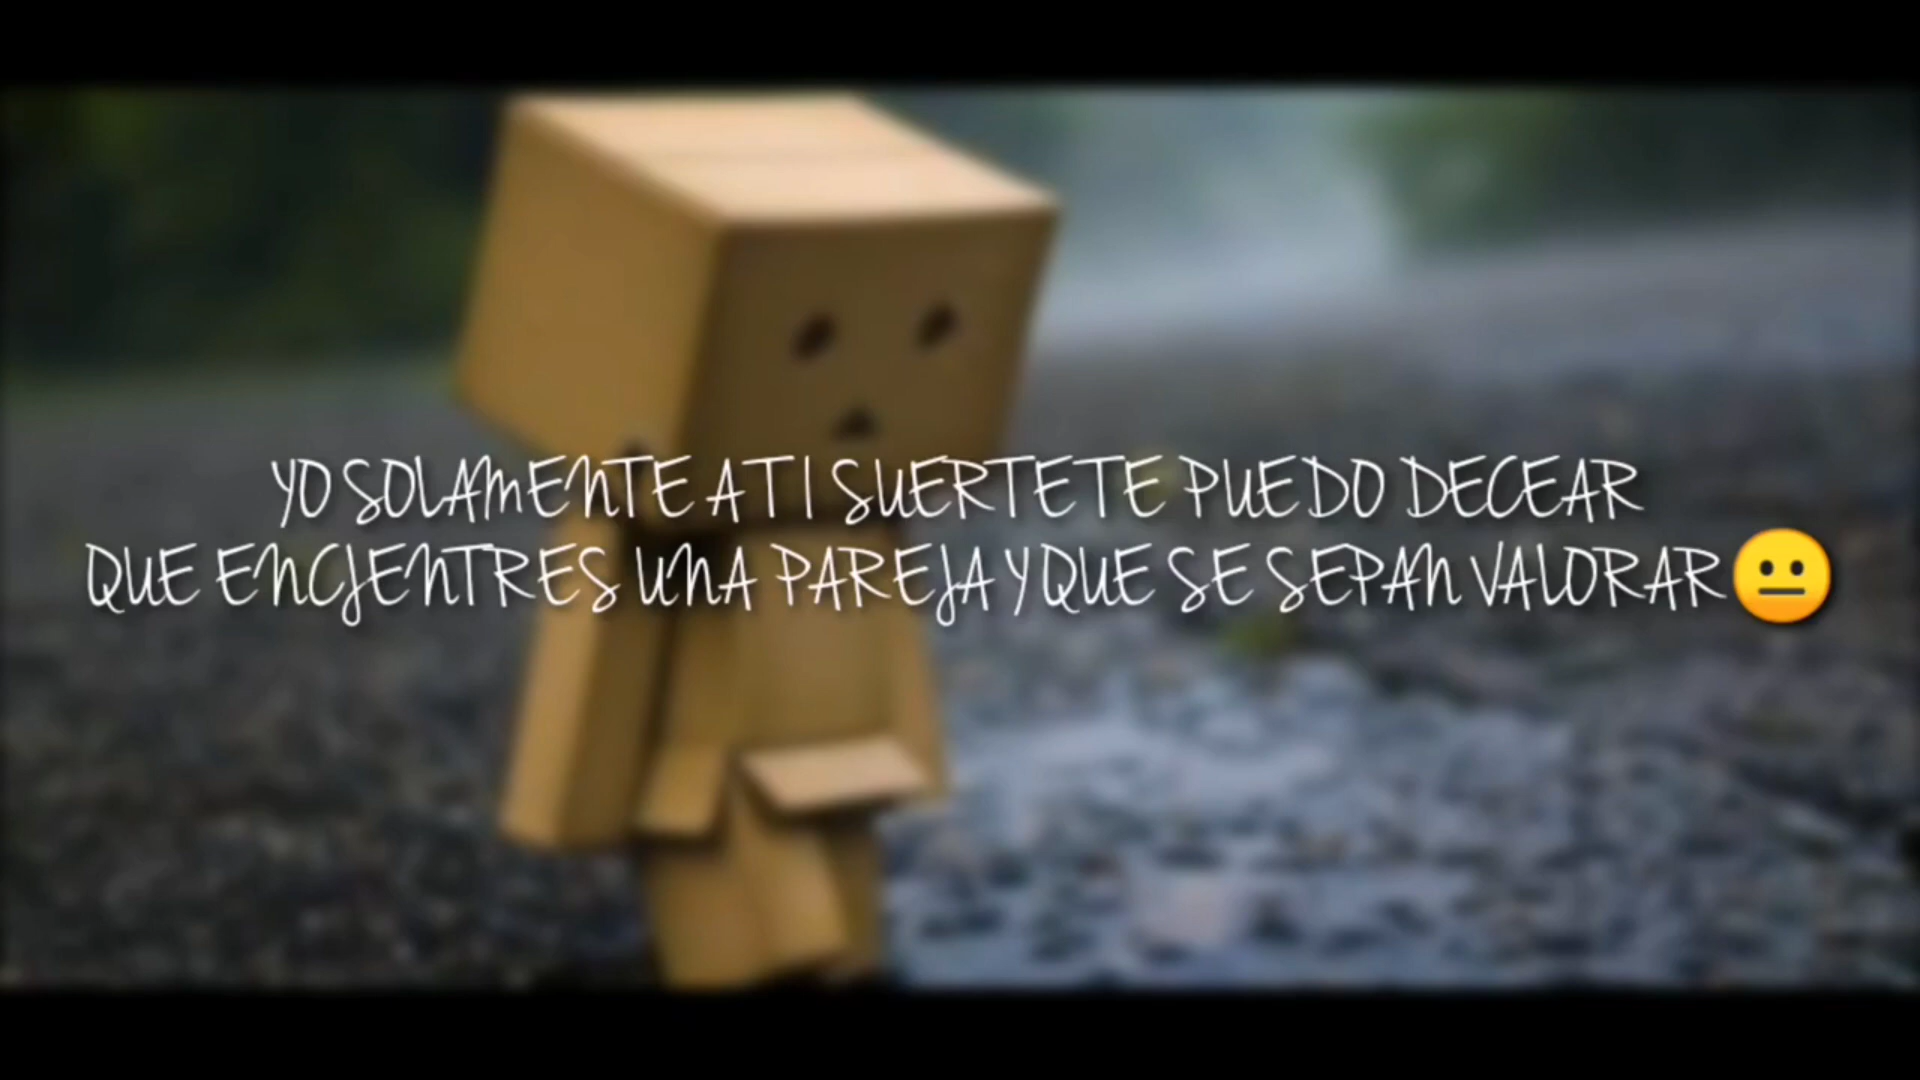 YO SOLAMENTE A TI SUERTETE PUEDO DECEAR
QUE ENCJENTRES UNA PAREJA Y QUE SE SEPAN VALORAR😐